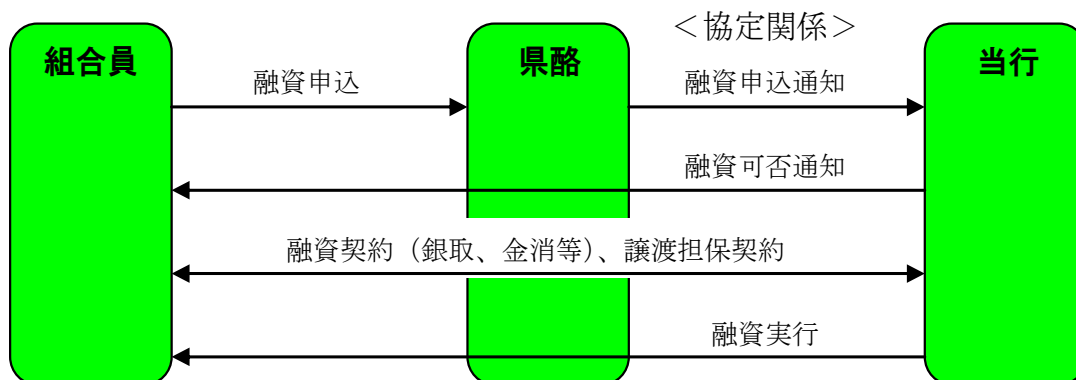 ＜協定関係＞
組合員
県酪
当行
融資申込
融資申込通知
融資可否通知
融資契約（銀取、金消等）、譲渡担保契約
融資実行